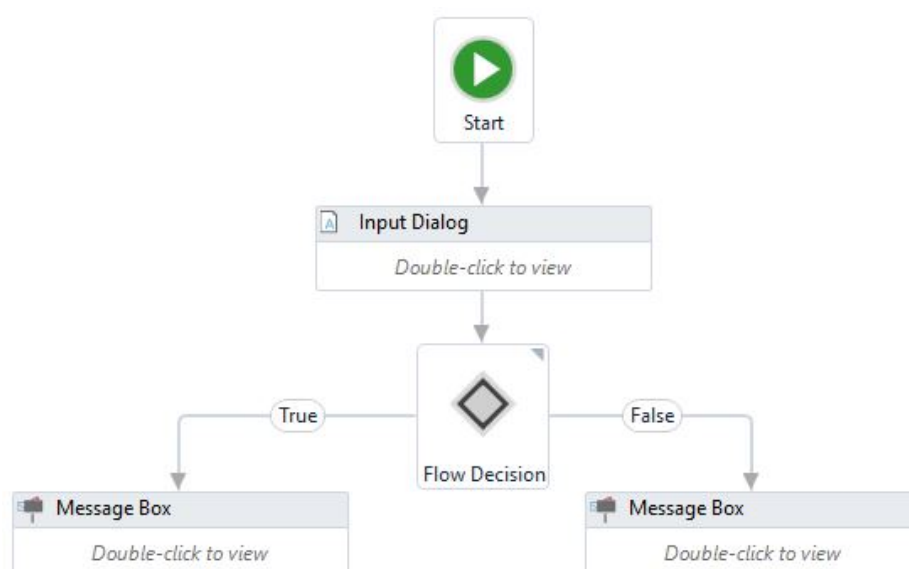 Start
Input Dialog
Double-click to view
True
False
Flow Decision
Message Box
Double-click to view
Message Box
Double-click to view